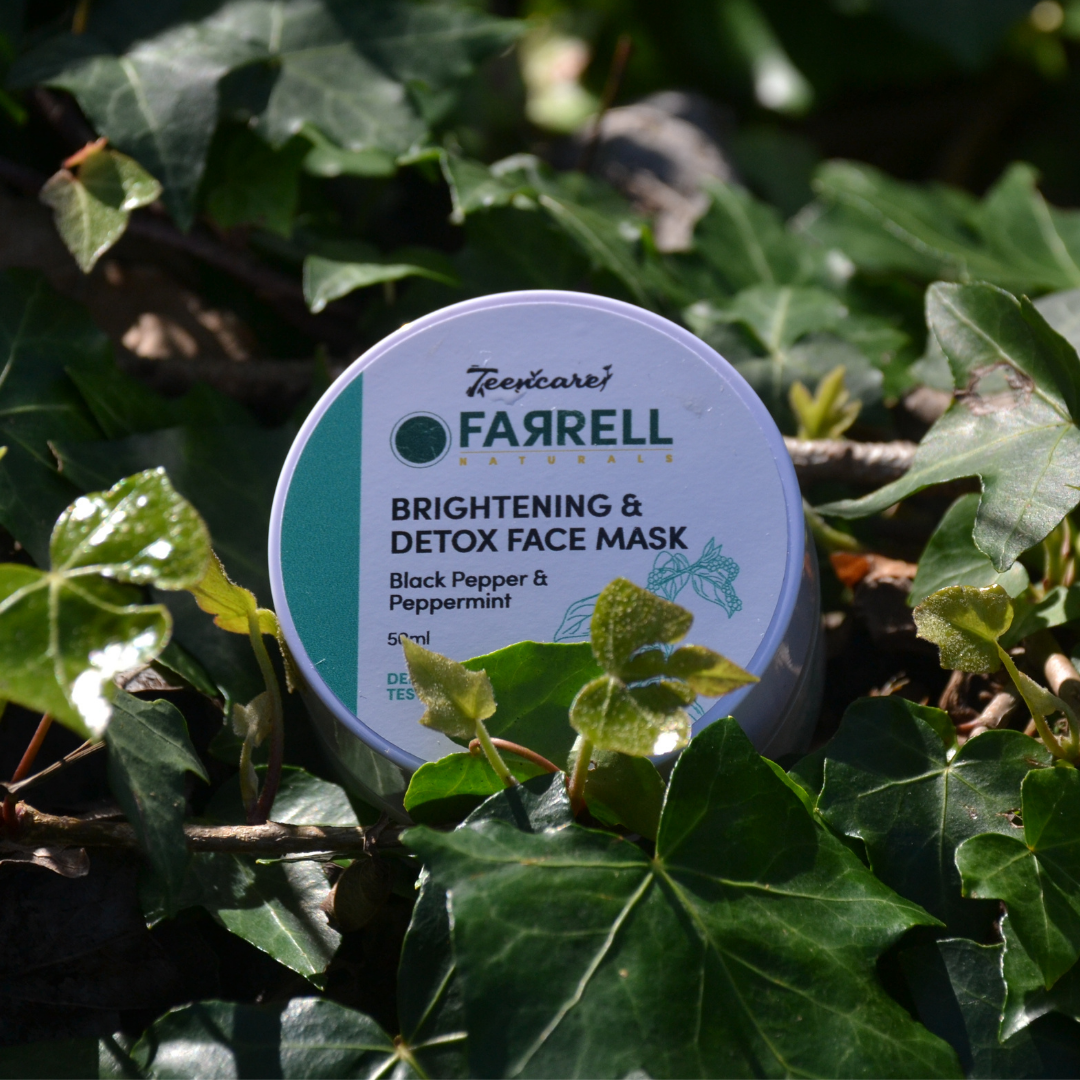 Teencare
FAЯRELL
NATURALS
BRIGHTENING &
DETOX FACE MASK
Black Pepper &
Peppermint
50ml